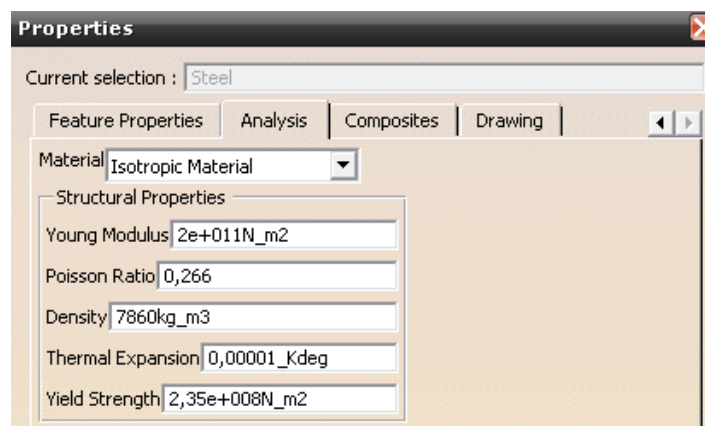 Properties
Current selection : Steel
Feature Properties Analysis Composites Drawing
Material Isotropic Material
Structural Properties
Young Modulus 2e+011N_m2
Poisson Ratio 0,266
Density 7860kg_m3
Thermal Expansion 0,00001_Kdeg
Yield Strength 2,35e+008N_m2